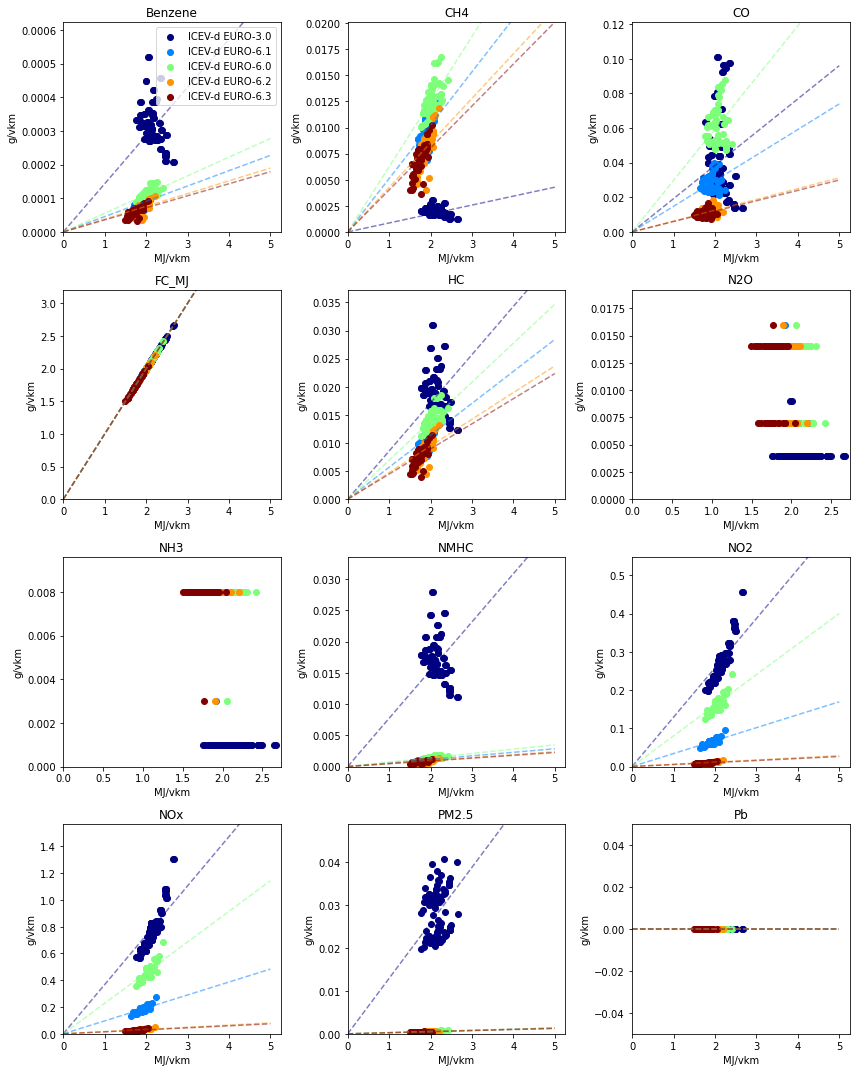 Benzene
g/vkm
0.0006
0.0005
0.0004
0.0003
0.0002
0.0001
0.0000
0 1 2 3 4 5
MJ/vkm
ICEV-d EURO-3.0
ICEV-d EURO-6.1
ICEV-d EURO-6.0
ICEV-d EURO-6.2
ICEV-d EURO-6.3
CH4
g/vkm
0.0200
0.0175
0.0150
0.0125
0.0100
0.0075
0.0050
0.0025
0.0000
0 1 2 3 4 5
MJ/vkm
CO
g/vkm
0.12
0.10
0.08
0.06
0.04
0.02
0.00
0 1 2 3 4 5
MJ/vkm
FC_MJ
g/vkm
3.0
2.5
2.0
1.5
1.0
0.5
0.0
0 1 2 3 4 5
MJ/vkm
HC
g/vkm
0.035
0.030
0.025
0.020
0.015
0.010
0.005
0.000
0 1 2 3 4 5
MJ/vkm
N2O
g/vkm
0.0175
0.0150
0.0125
0.0100
0.0075
0.0050
0.0025
0.0000
0.0 0.5 1.0 1.5 2.0 2.5
MJ/vkm
NH3
g/vkm
0.008
0.006
0.004
0.002
0.000
0.0 0.5 1.0 1.5 2.0 2.5
MJ/vkm
NMHC
g/vkm
0.030
0.025
0.020
0.015
0.010
0.005
0.000
0 1 2 3 4 5
MJ/vkm
NO2
g/vkm
0.5
0.4
0.3
0.2
0.1
0.0
0 1 2 3 4 5
MJ/vkm
NOx
g/vkm
1.4
1.2
1.0
0.8
0.6
0.4
0.2
0.0
0 1 2 3 4 5
MJ/vkm
PM2.5
g/vkm
0.04
0.03
0.02
0.01
0.00
0 1 2 3 4 5
MJ/vkm
Pb
g/vkm
0.04
0.02
0.00
−0.02
−0.04
0 1 2 3 4 5
MJ/vkm